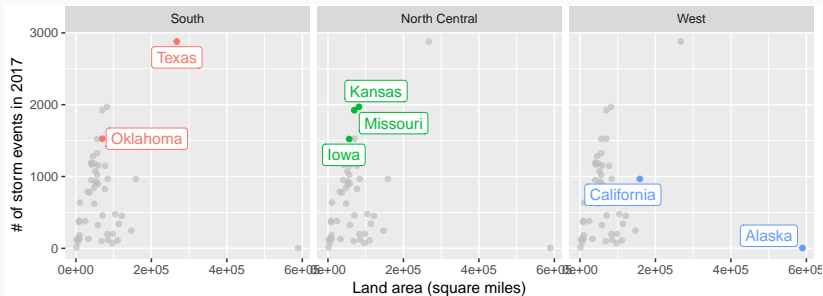 South
North Central
West
# of storm events in 2017
3000
2000
1000
0
Texas
Oklahoma
Kansas
Missouri
Iowa
California
Alaska
0e+00 2e+05 4e+05 6e+05
0e+00 2e+05 4e+05 6e+05
0e+00 2e+05 4e+05 6e+05
Land area (square miles)